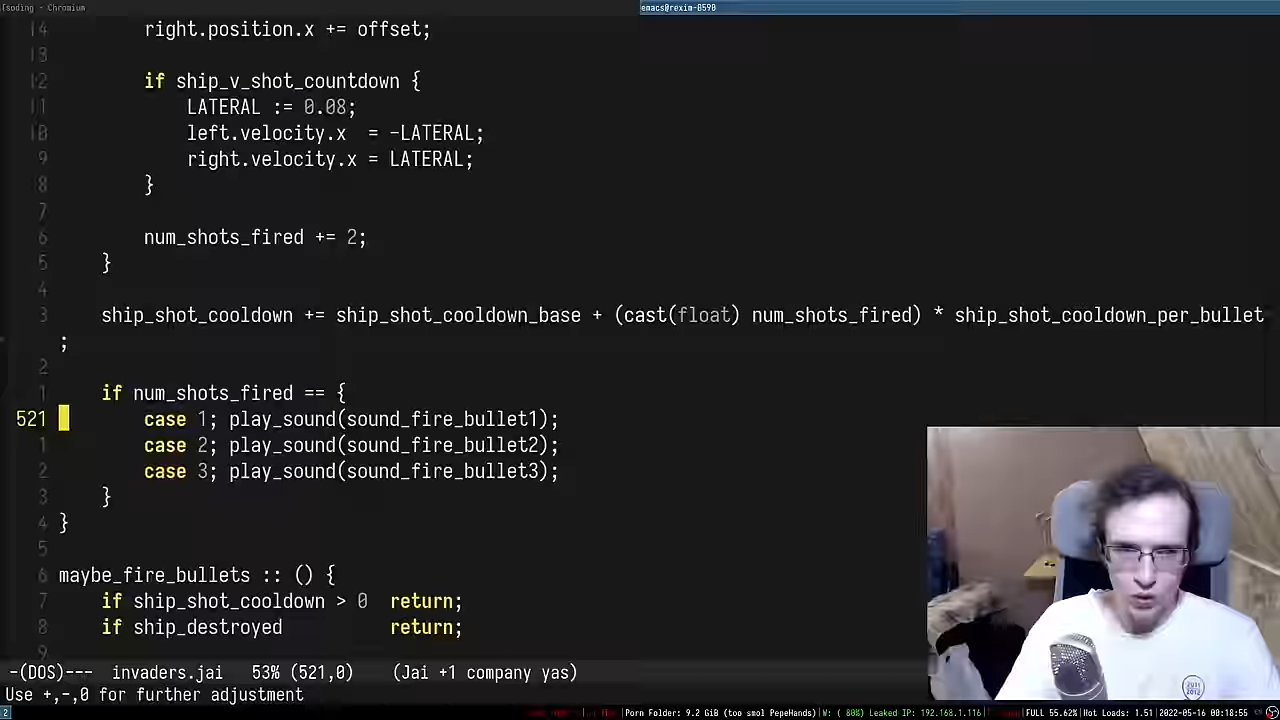 Tsoding - Chromium
emacs@rexim-B590
14 right.position.x += offset;
13
12 if ship_v_shot_countdown {
11 LATERAL := 0.08;
10 left.velocity.x  = -LATERAL;
9 right.velocity.x = LATERAL;
8 }
7
6 num_shots_fired += 2;
5 }
4
3 ship_shot_cooldown += ship_shot_cooldown_base + (cast(float) num_shots_fired) * ship_shot_cooldown_per_bullet
;
2
1 if num_shots_fired == {
521 case 1; play_sound(sound_fire_bullet1);
1 case 2; play_sound(sound_fire_bullet2);
2 case 3; play_sound(sound_fire_bullet3);
3 }
4 }
5
6 maybe_fire_bullets :: () {
7 if ship_shot_cooldown > 0  return;
8 if ship_destroyed          return;
9
-(DOS)---  invaders.jai   53% (521,0)    (Jai +1 company yas)
Use +,-,0 for further adjustment
2
Porn Folder: 9.2 GiB (too smol PepeHands) W: ( 80%) Leaked IP: 192.168.1.116 FULL 55.62% Hot Loads: 1.51 2022-05-16 00:18:55